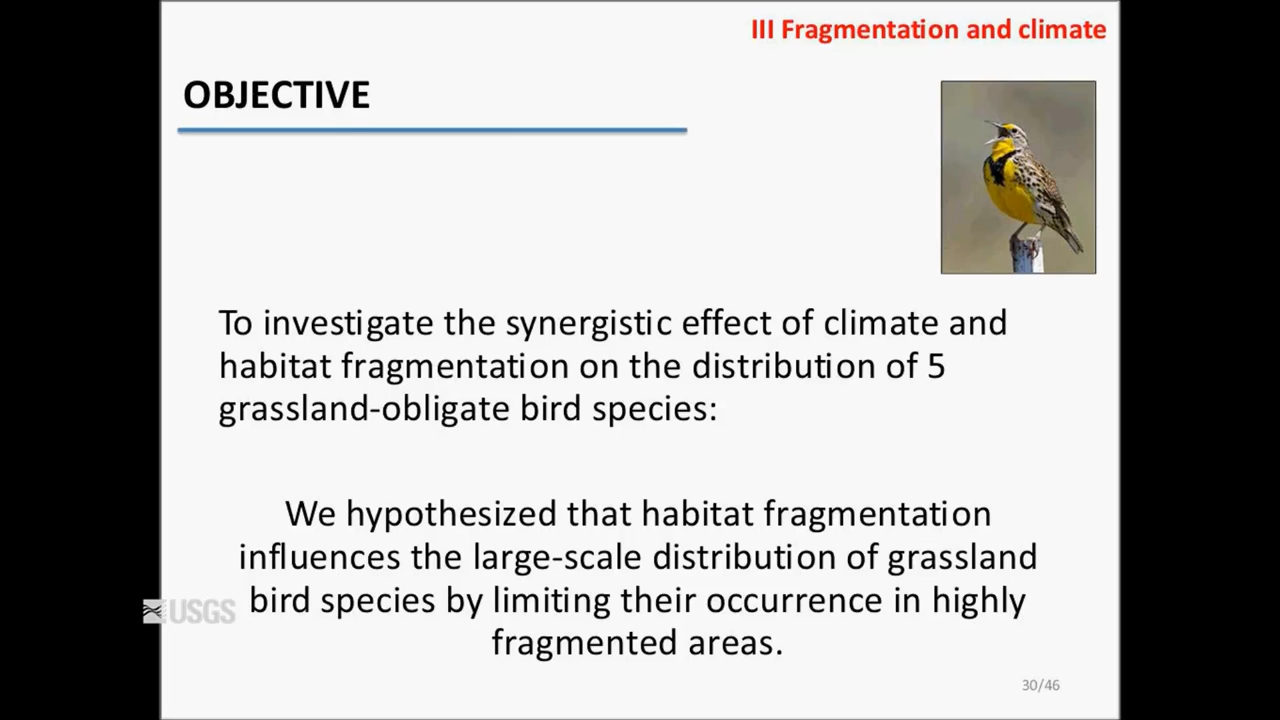 III Fragmentation and climate
OBJECTIVE
To investigate the synergistic effect of climate and
habitat fragmentation on the distribution of 5
grassland-obligate bird species:
We hypothesized that habitat fragmentation
influences the large-scale distribution of grassland
bird species by limiting their occurrence in highly
fragmented areas.
USGS
30/46